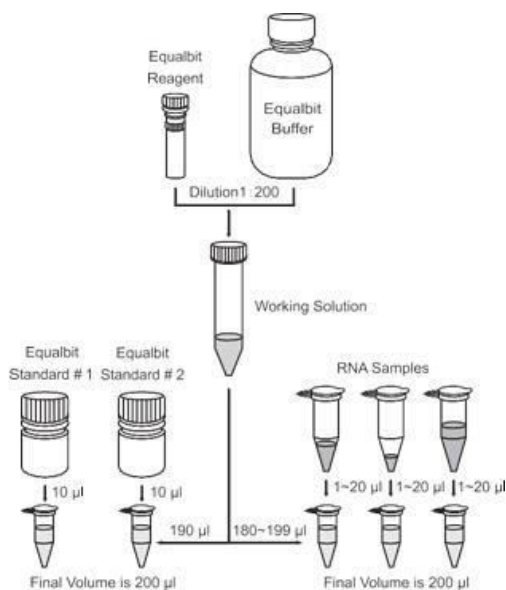 Equalbit
Reagent
Equalbit
Buffer
Dilution1:200
Working Solution
Equalbit
Standard # 1
Equalbit
Standard # 2
RNA Samples
10 µl
10 µl
1~20 µl
1~20 µl
1~20 µl
190 µl
180~199 µl
Final Volume is 200 µl
Final Volume is 200 µl